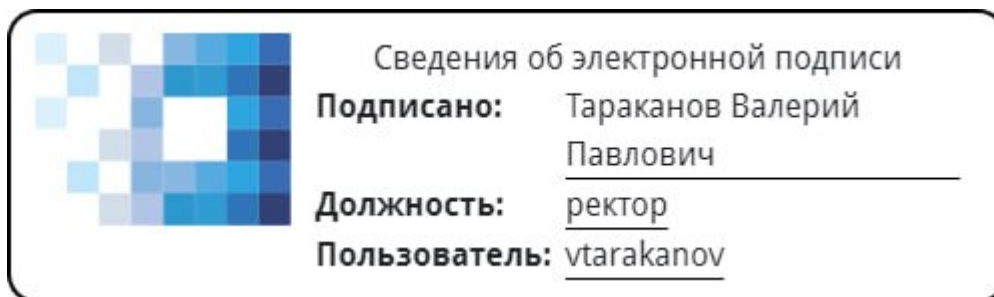 Сведения об электронной подписи
Подписано: Тараканов Валерий
Павлович
Должность: ректор
Пользователь: vtarakanov